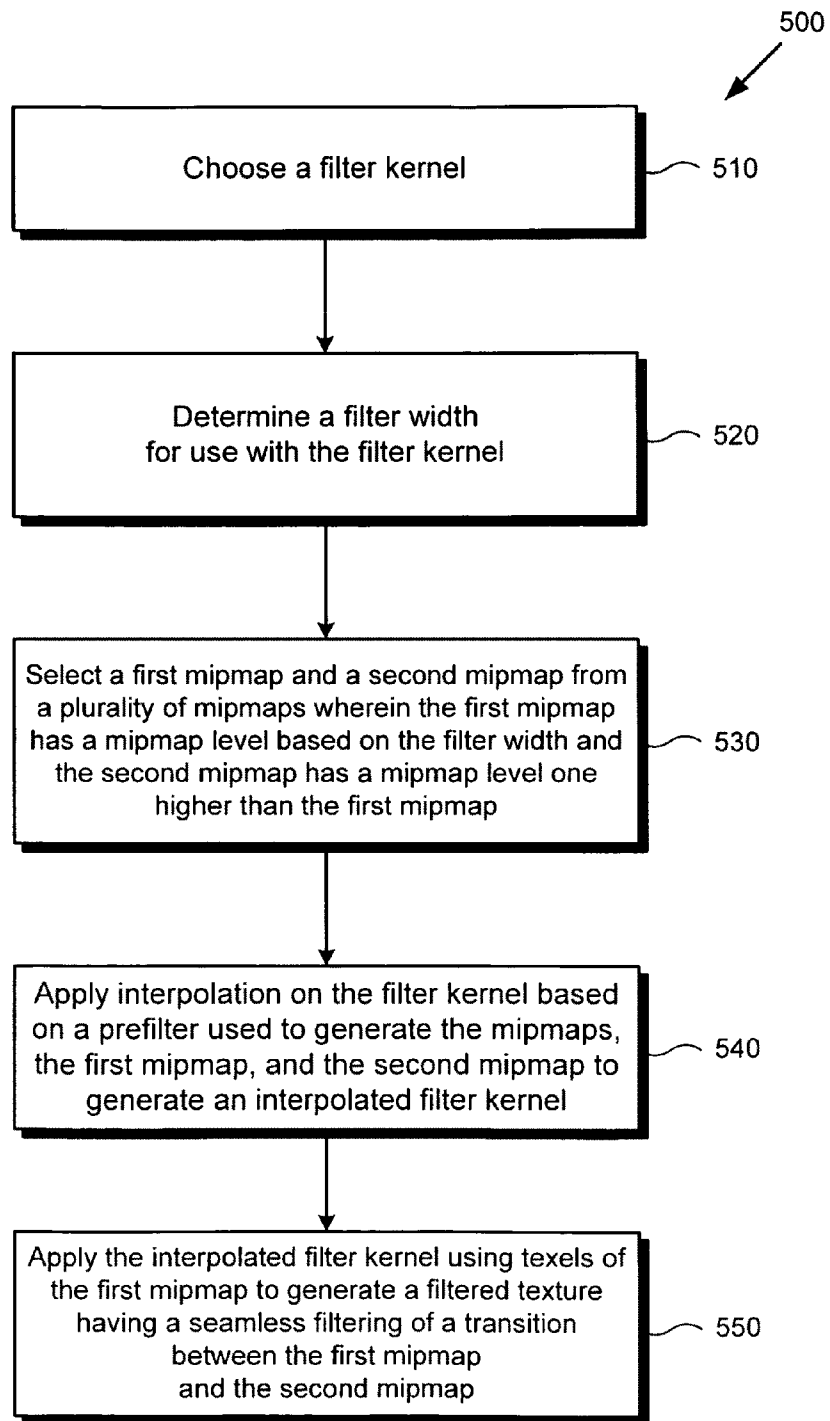 500
Choose a filter kernel
510
Determine a filter width
for use with the filter kernel
520
Select a first mipmap and a second mipmap from
a plurality of mipmaps wherein the first mipmap
has a mipmap level based on the filter width and
the second mipmap has a mipmap level one
higher than the first mipmap
530
Apply interpolation on the filter kernel based
on a prefilter used to generate the mipmaps,
the first mipmap, and the second mipmap to
generate an interpolated filter kernel
540
Apply the interpolated filter kernel using texels of
the first mipmap to generate a filtered texture
having a seamless filtering of a transition
between the first mipmap
and the second mipmap
550